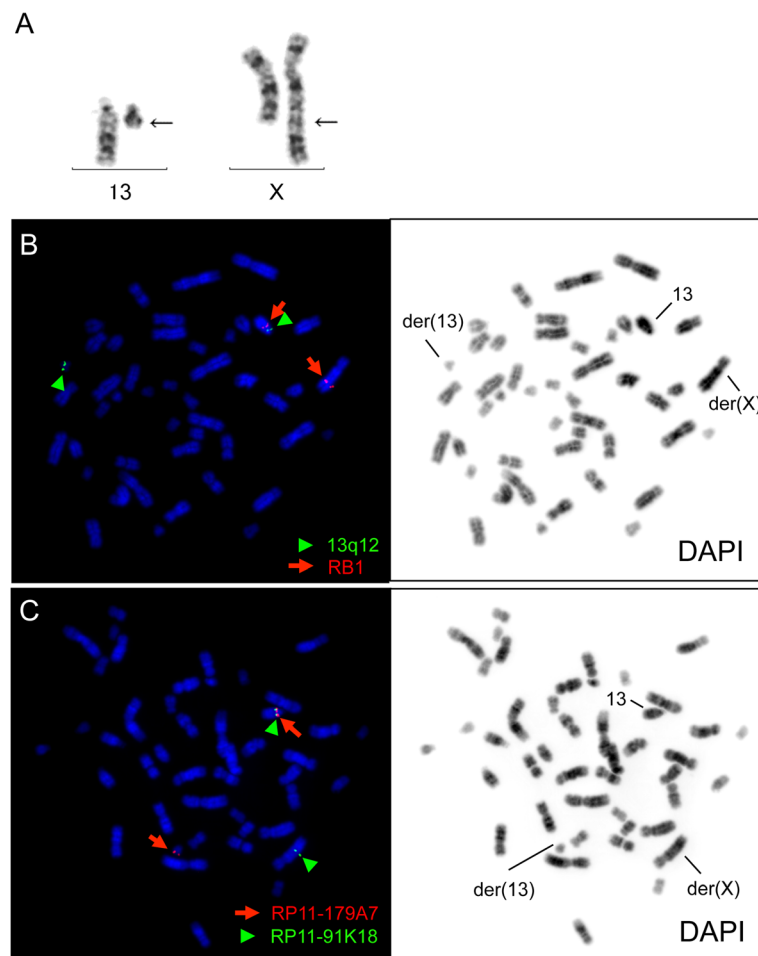 A
13
X
B
13q12
RB1
der(13)
13
der(X)
DAPI
C
RP11-179A7
RP11-91K18
13
der(13)
der(X)
DAPI